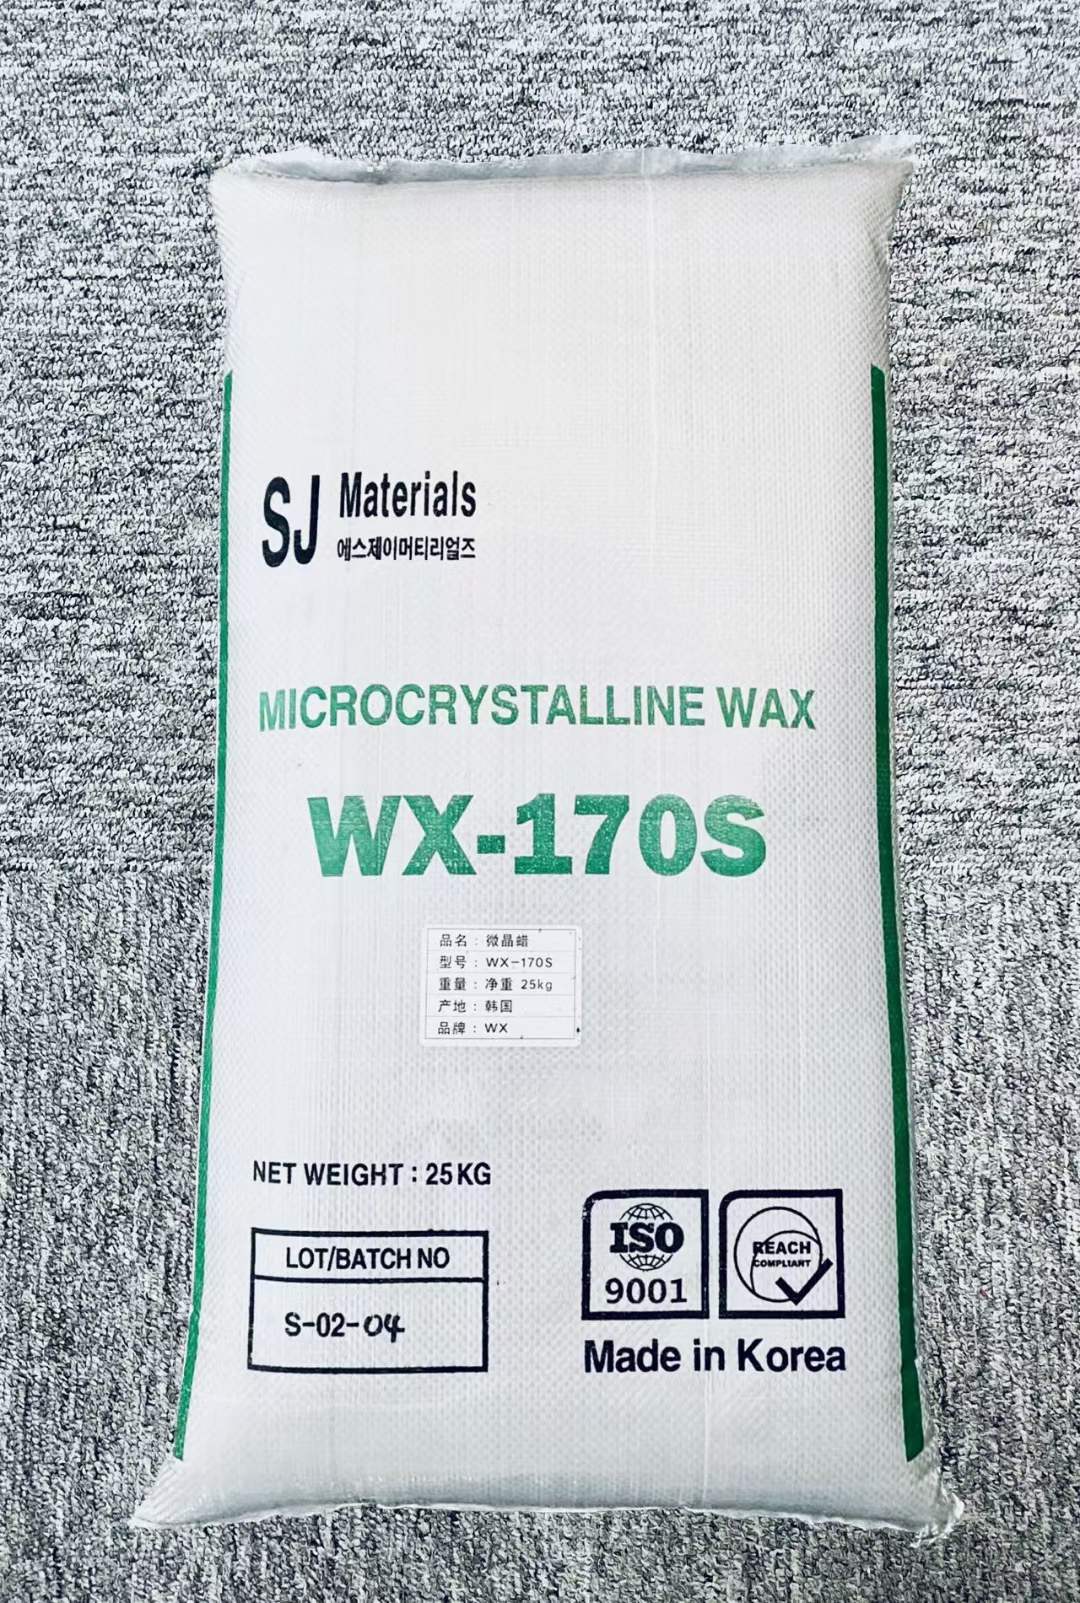 SJ Materials
에스제이머티리얼즈
MICROCRYSTALLINE WAX
WX-170S
品名：微晶蜡
型号：WX-170S
重量：净重 25kg
产地：韩国
品牌：WX
NET WEIGHT : 25KG
LOT/BATCH NO
S-02-04
ISO
9001
REACH
COMPLIANT
Made in Korea